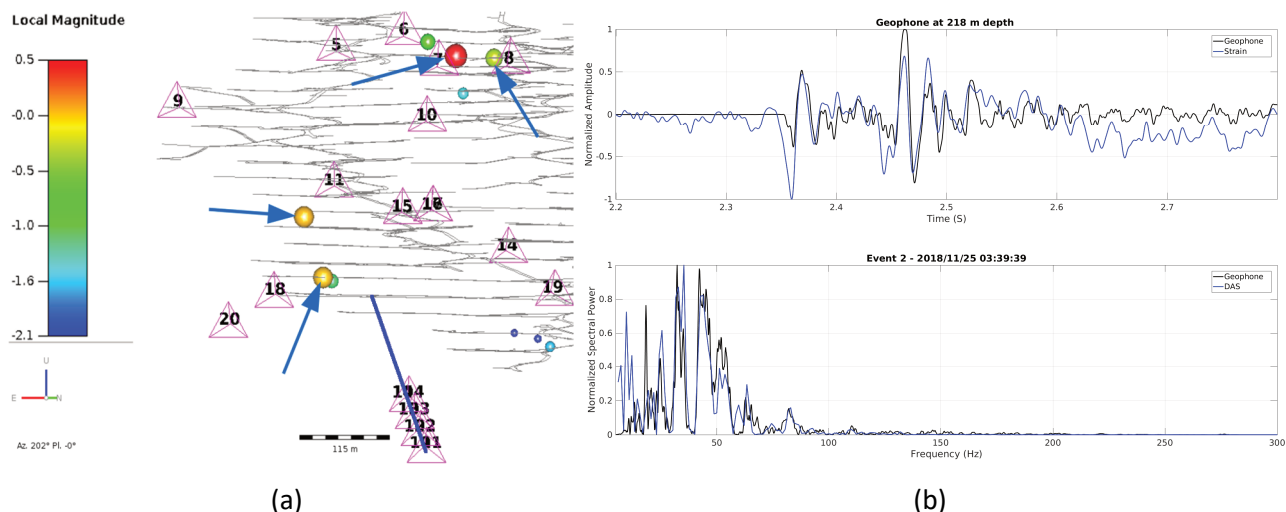 Local Magnitude
0.5
-0.0
-0.5
-1.0
-1.6
-2.1
U
E N
Az. 202° Pl. -0°
5
6
7
8
9
10
11
15
14
18
19
20
104
103
102
101
115 m
(a)
Geophone at 218 m depth
Normalized Amplitude
1
0.5
0
-0.5
-1
Geophone
Strain
2.2 2.3 2.4 2.5 2.6 2.7
Time (S)
Event 2 - 2018/11/25 03:39:39
Normalized Spectral Power
1
0.8
0.6
0.4
0.2
0
Geophone
DAS
50 100 150 200 250 300
Frequency (Hz)
(b)